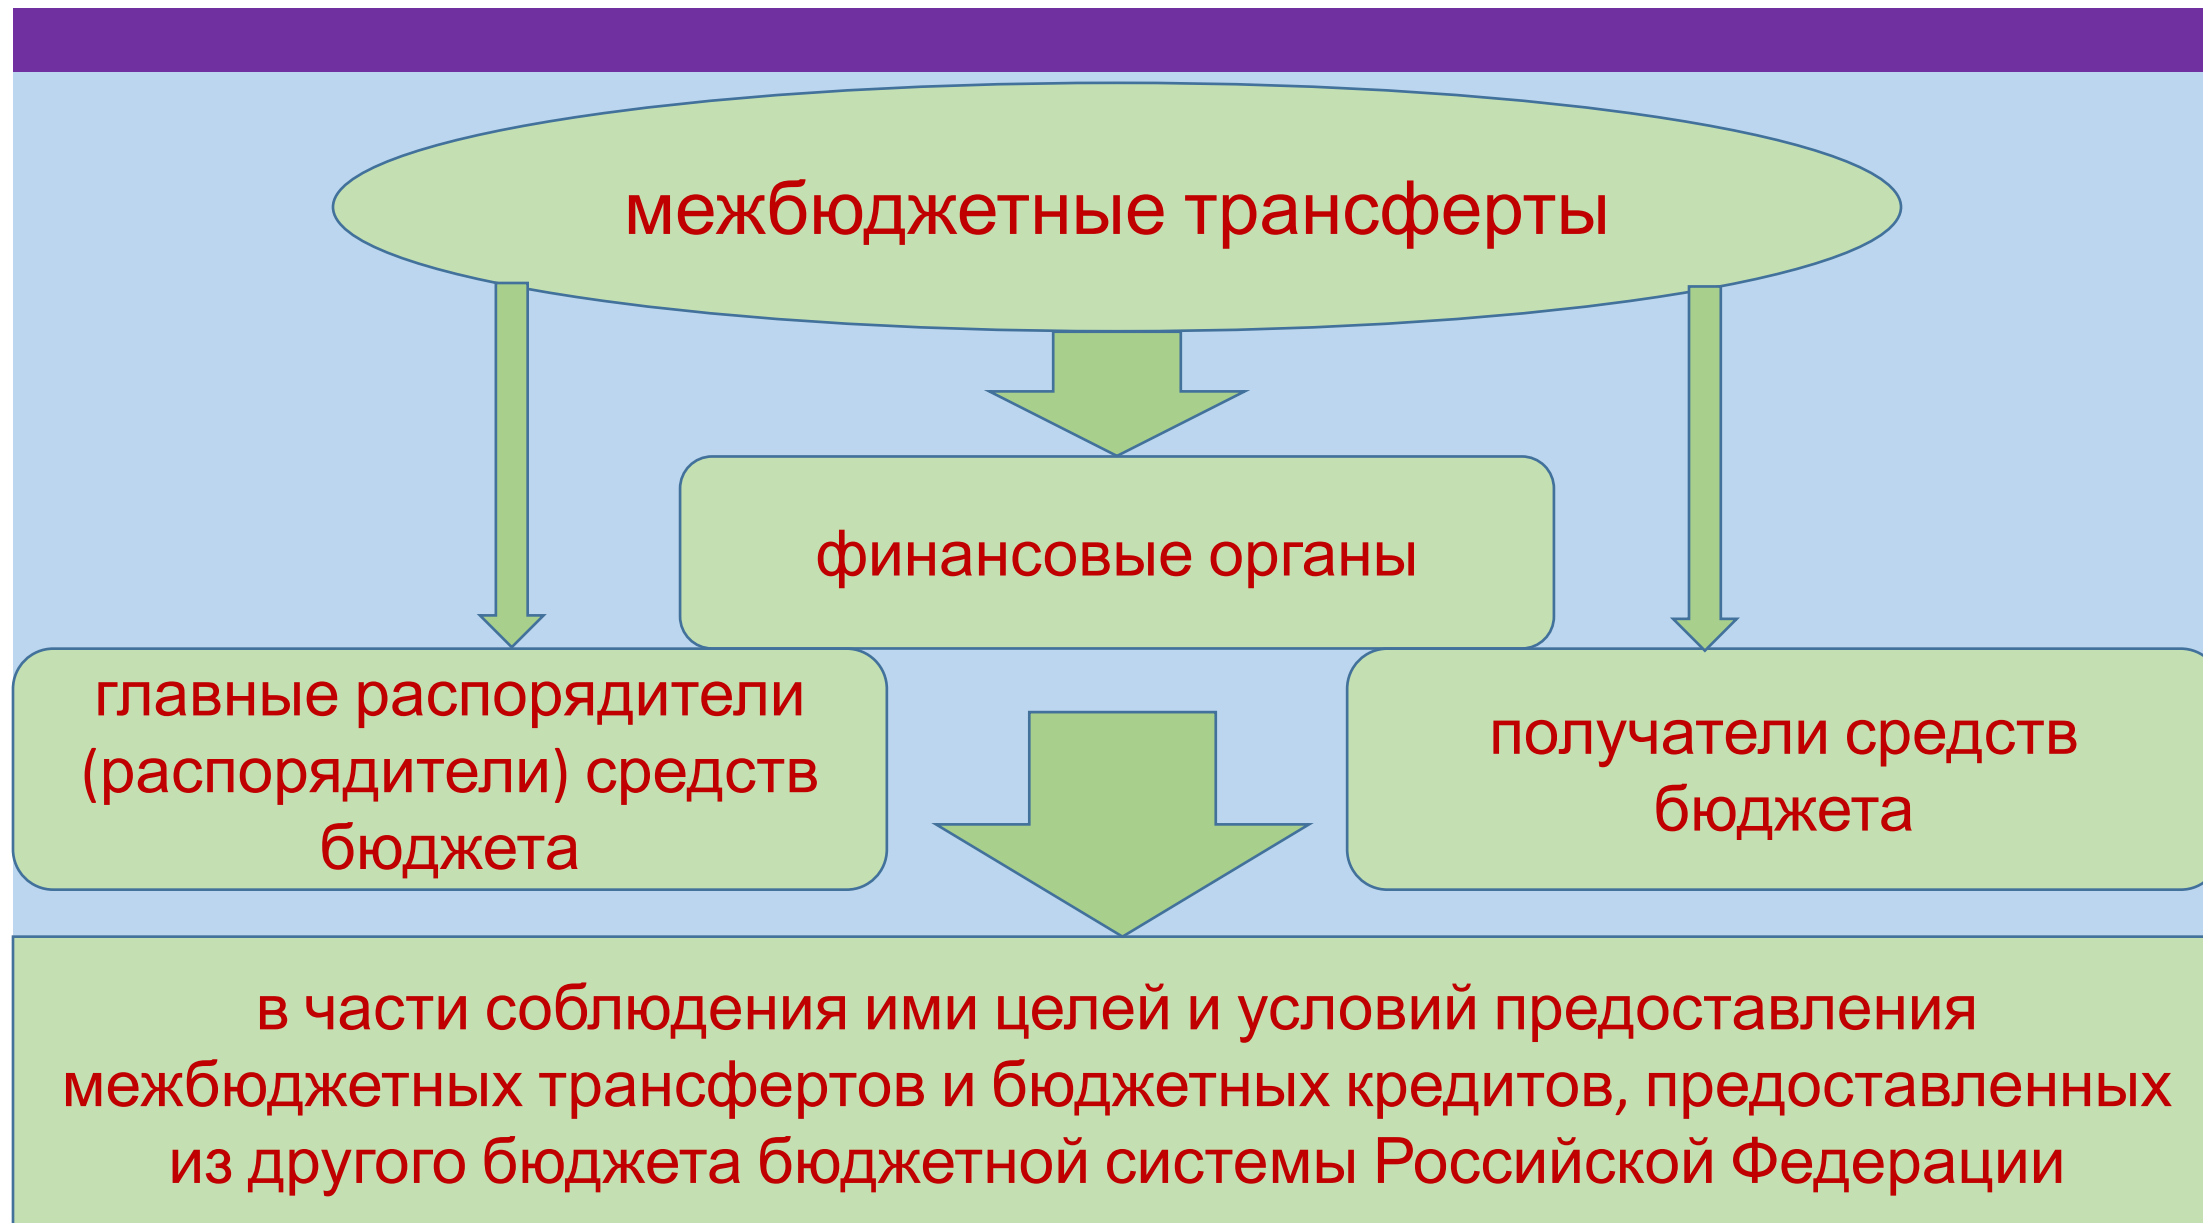 межбюджетные трансферты
финансовые органы
главные распорядители
(распорядители) средств
бюджета
получатели средств
бюджета
в части соблюдения ими целей и условий предоставления
межбюджетных трансфертов и бюджетных кредитов, предоставленных
из другого бюджета бюджетной системы Российской Федерации